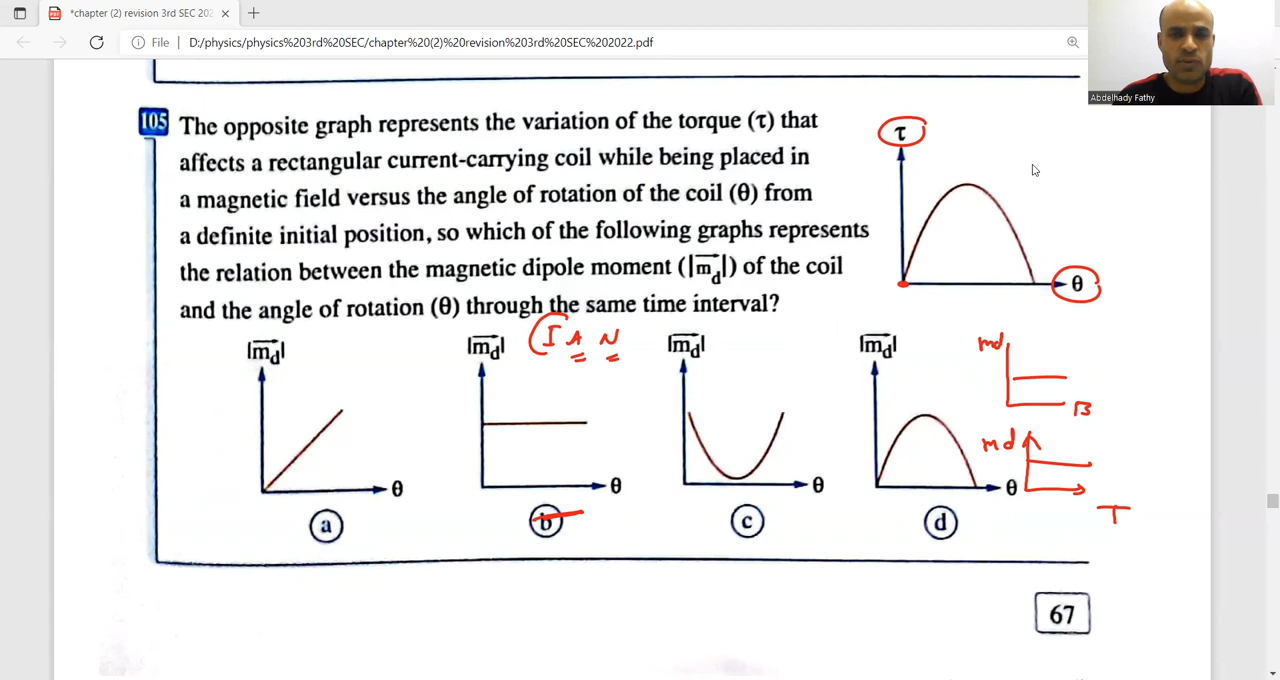 *chapter (2) revision 3rd SEC 202
File D:/physics/physics%203rd%20SEC/chapter%20(2)%20revision%203rd%20SEC%202022.pdf
Abdelhady Fathy
105 The opposite graph represents the variation of the torque (τ) that
affects a rectangular current-carrying coil while being placed in
a magnetic field versus the angle of rotation of the coil (θ) from
a definite initial position, so which of the following graphs represents
the relation between the magnetic dipole moment (|m⃗d|) of the coil
and the angle of rotation (θ) through the same time interval?
τ
θ
I A N
|m⃗d| |m⃗d| |m⃗d| |m⃗d|
md
B
md
T
θ θ θ θ
a b c d
67